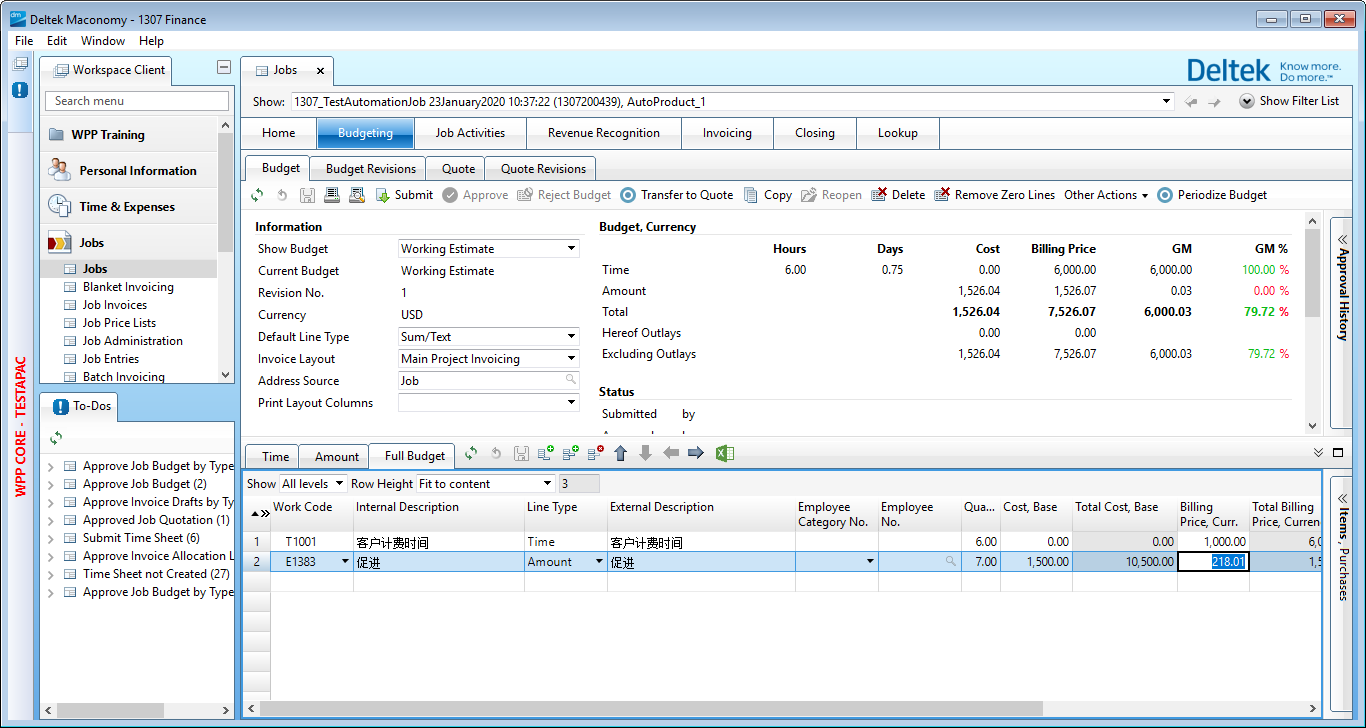 Deltek Maconomy - 1307 Finance
File Edit Window Help
Workspace Client
Search menu
WPP Training
Personal Information
Time & Expenses
Jobs
Jobs
Blanket Invoicing
Job Invoices
Job Price Lists
Job Administration
Job Entries
Batch Invoicing
WPP CORE - TESTAPAC
To-Dos
Approve Job Budget by Type
Approve Job Budget (2)
Approve Invoice Drafts by Ty
Approved Job Quotation (1)
Submit Time Sheet (6)
Approve Invoice Allocation L
Time Sheet not Created (27)
Approve Job Budget by Type
Jobs
Deltek Know more. Do more.™
Show: 1307_TestAutomationJob 23January2020 10:37:22 (1307200439), AutoProduct_1 Show Filter List
Home Budgeting Job Activities Revenue Recognition Invoicing Closing Lookup
Budget Budget Revisions Quote Quote Revisions
Submit Approve Reject Budget Transfer to Quote Copy Reopen Delete Remove Zero Lines Other Actions Periodize Budget
Information
Show Budget Working Estimate
Current Budget Working Estimate
Revision No. 1
Currency USD
Default Line Type Sum/Text
Invoice Layout Main Project Invoicing
Address Source Job
Print Layout Columns
Budget, Currency
Hours Days Cost Billing Price GM GM %
Time 6.00 0.75 0.00 6,000.00 6,000.00 100.00 %
Amount 1,526.04 1,526.07 0.03 0.00 %
Total 1,526.04 7,526.07 6,000.03 79.72 %
Hereof Outlays 0.00 0.00
Excluding Outlays 1,526.04 7,526.07 6,000.03 79.72 %
Status
Submitted by
Approval History
Time Amount Full Budget
Show All levels Row Height Fit to content 3
Work Code Internal Description Line Type External Description Employee Category No. Employee No. Qua... Cost, Base Total Cost, Base Billing Price, Curr. Total Billing Price, Curren
1 T1001 客户计费时间 Time 客户计费时间 6.00 0.00 0.00 1,000.00 6,0
2 E1383 促进 Amount 促进 7.00 1,500.00 10,500.00 218.01 1,5
Items, Purchases